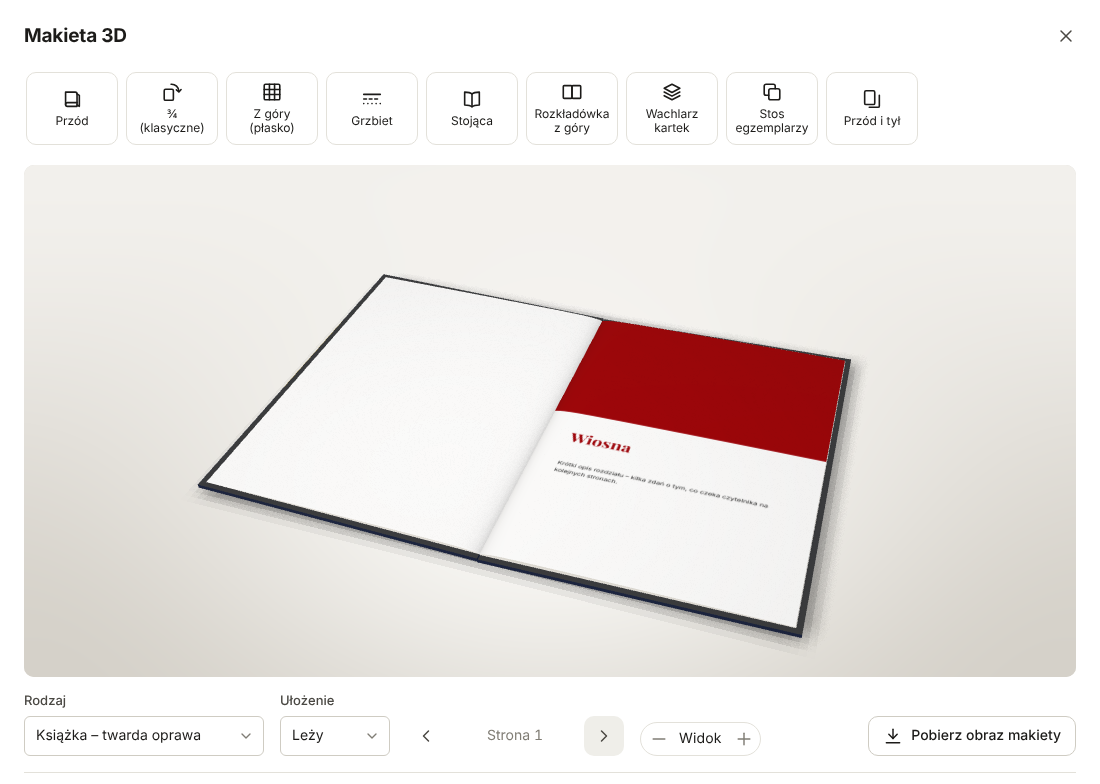 Makieta 3D
Przód
¾
(klasyczne)
Z góry
(płasko)
Grzbiet
Stojąca
Rozkładówka
z góry
Wachlarz
kartek
Stos
egzemplarzy
Przód i tył
Wiosna
Krótki opis rozdziału – kilka zdań o tym, co czeka czytelnika na
kolejnych stronach.
Rodzaj
Ułożenie
Książka – twarda oprawa
Leży
Strona 1
Widok
Pobierz obraz makiety